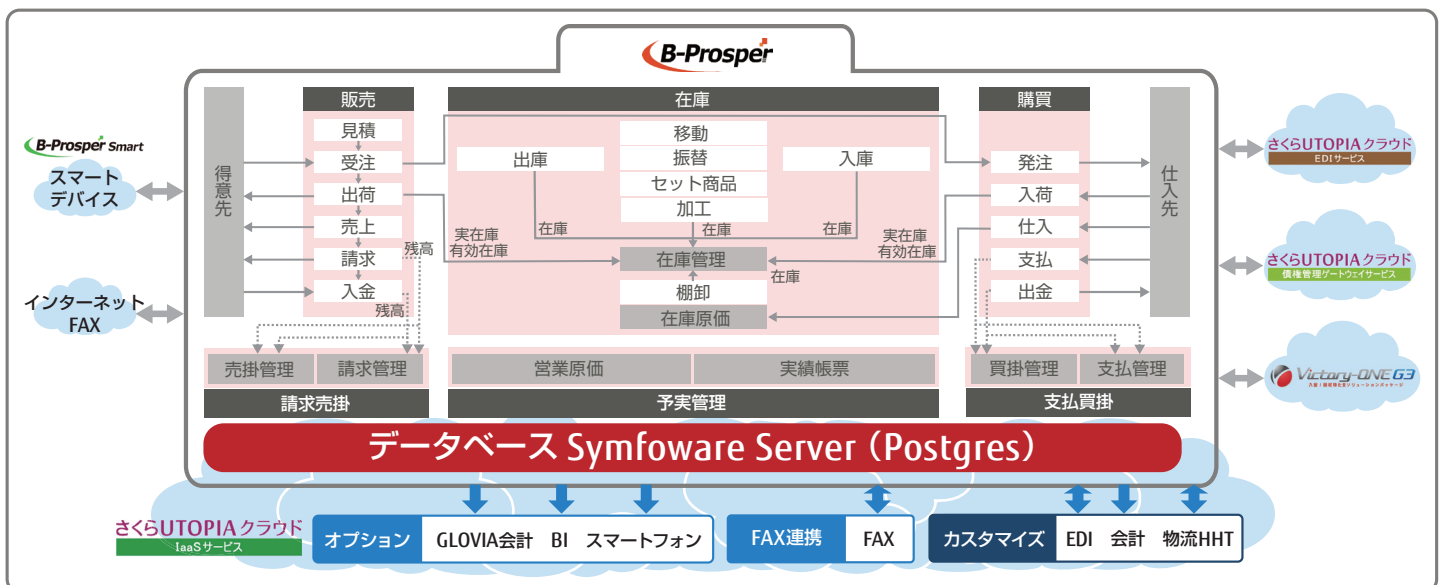 B-Prosper
販売
在庫
購買
B-Prosper Smart
スマート
デバイス
インターネット
FAX
得意先
見積
受注
出荷
売上
請求
入金
残高
残高
出庫
移動
振替
セット商品
加工
入庫
在庫
在庫
在庫
実在庫
有効在庫
実在庫
有効在庫
在庫管理
在庫
棚卸
在庫原価
発注
入荷
仕入
支払
出金
仕入先
さくらUTOPIAクラウド
EDIサービス
さくらUTOPIAクラウド
債権管理ゲートウェイサービス
Victory-ONE G3
売掛管理
請求管理
請求売掛
営業原価
実績帳票
予実管理
買掛管理
支払管理
支払買掛
データベース Symfoware Server（Postgres）
さくらUTOPIAクラウド
IaaSサービス
オプション GLOVIA会計 BI スマートフォン
FAX連携 FAX
カスタマイズ EDI 会計 物流HHT